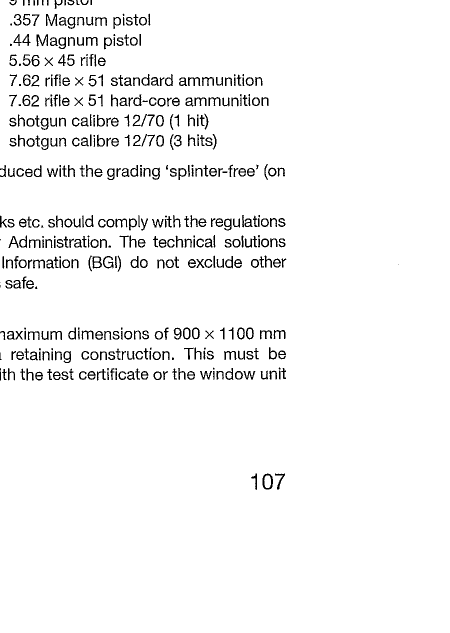 9 mm pistol
.357 Magnum pistol
.44 Magnum pistol
5.56 × 45 rifle
7.62 rifle × 51 standard ammunition
7.62 rifle × 51 hard-core ammunition
shotgun calibre 12/70 (1 hit)
shotgun calibre 12/70 (3 hits)
duced with the grading ‘splinter-free’ (on
ks etc. should comply with the regulations
Administration. The technical solutions
Information (BGI) do not exclude other
safe.
maximum dimensions of 900 × 1100 mm
retaining construction. This must be
ith the test certificate or the window unit
107